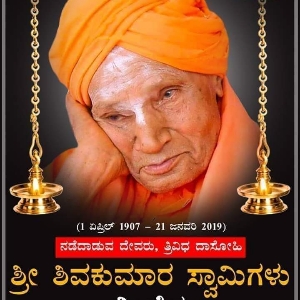 (1 ಏಪ್ರಿಲ್ 1907 – 21 ಜನವರಿ 2019)
ನಡೆದಾಡುವ ದೇವರು, ತ್ರಿವಿಧ ದಾಸೋಹಿ
ಶ್ರೀ ಶಿವಕುಮಾರ ಸ್ವಾಮಿಗಳು